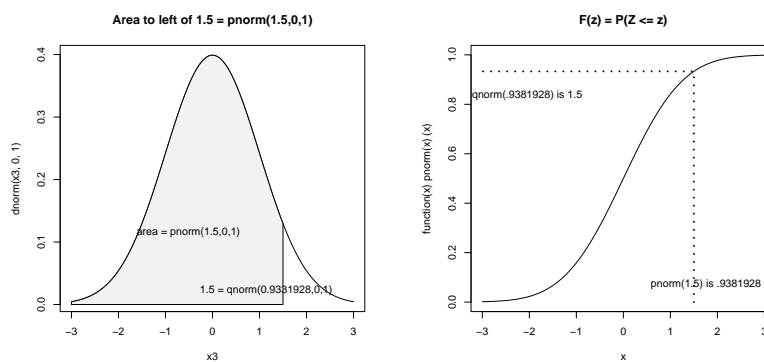 Area to left of 1.5 = pnorm(1.5,0,1)
dnorm(x3, 0, 1)
0.4
0.3
0.2
0.1
0.0
area = pnorm(1.5,0,1)
1.5 = qnorm(0.9331928,0,1)
−3 −2 −1 0 1 2 3
x3
F(z) = P(Z <= z)
function(x) pnorm(x) (x)
1.0
0.8
0.6
0.4
0.2
0.0
qnorm(.9381928) is 1.5
pnorm(1.5) is .9381928
−3 −2 −1 0 1 2 3
x